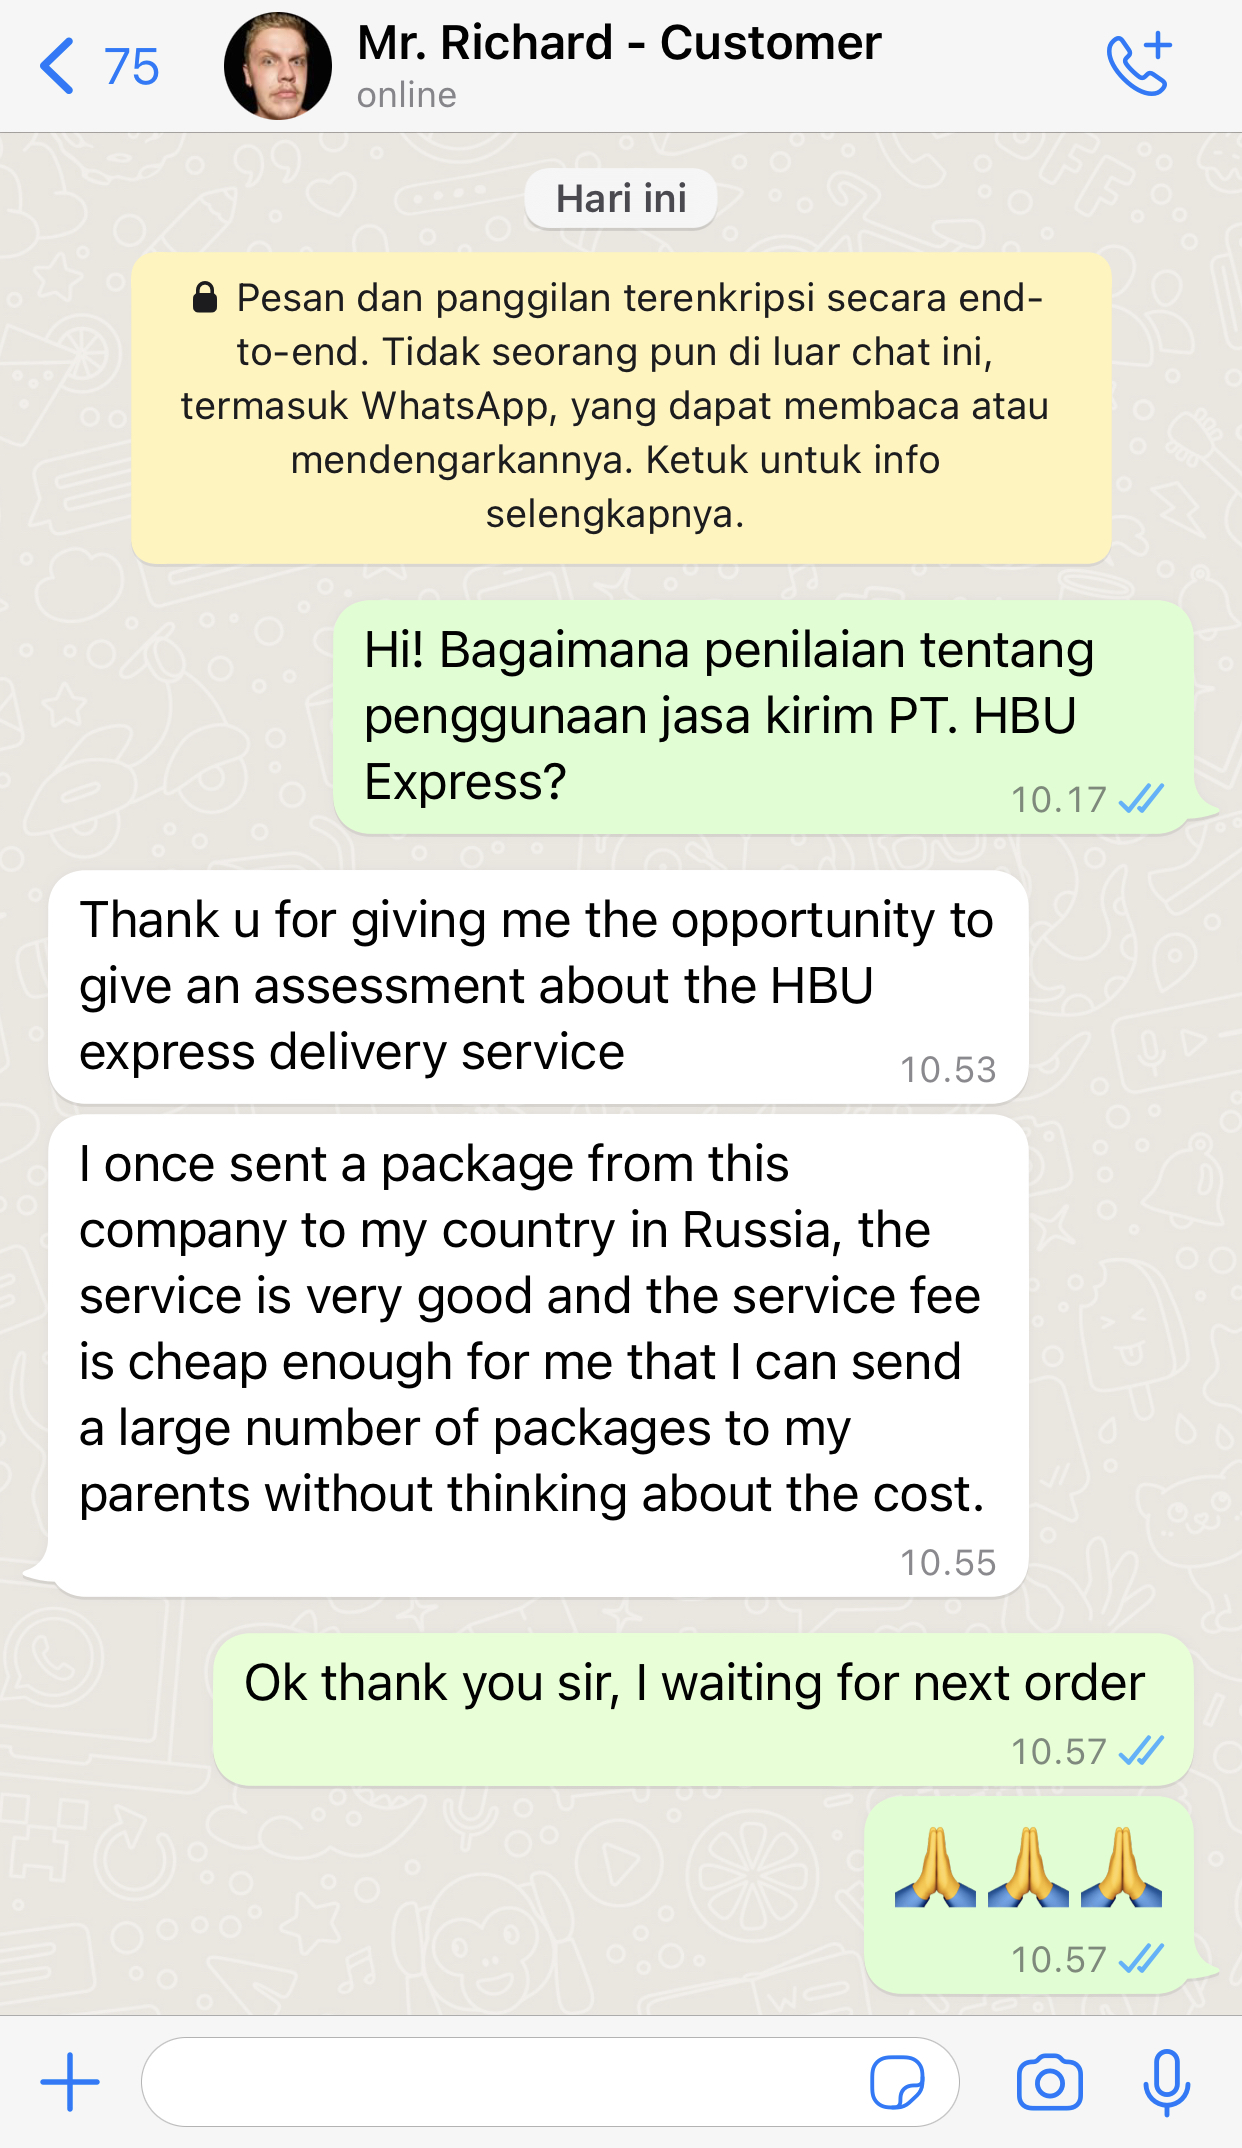 75
Mr. Richard - Customer
online
Hari ini
Pesan dan panggilan terenkripsi secara end-
to-end. Tidak seorang pun di luar chat ini,
termasuk WhatsApp, yang dapat membaca atau
mendengarkannya. Ketuk untuk info
selengkapnya.
Hi! Bagaimana penilaian tentang
penggunaan jasa kirim PT. HBU
Express?
10.17
Thank u for giving me the opportunity to
give an assessment about the HBU
express delivery service
10.53
I once sent a package from this
company to my country in Russia, the
service is very good and the service fee
is cheap enough for me that I can send
a large number of packages to my
parents without thinking about the cost.
10.55
Ok thank you sir, I waiting for next order
10.57
🙏🙏🙏
10.57